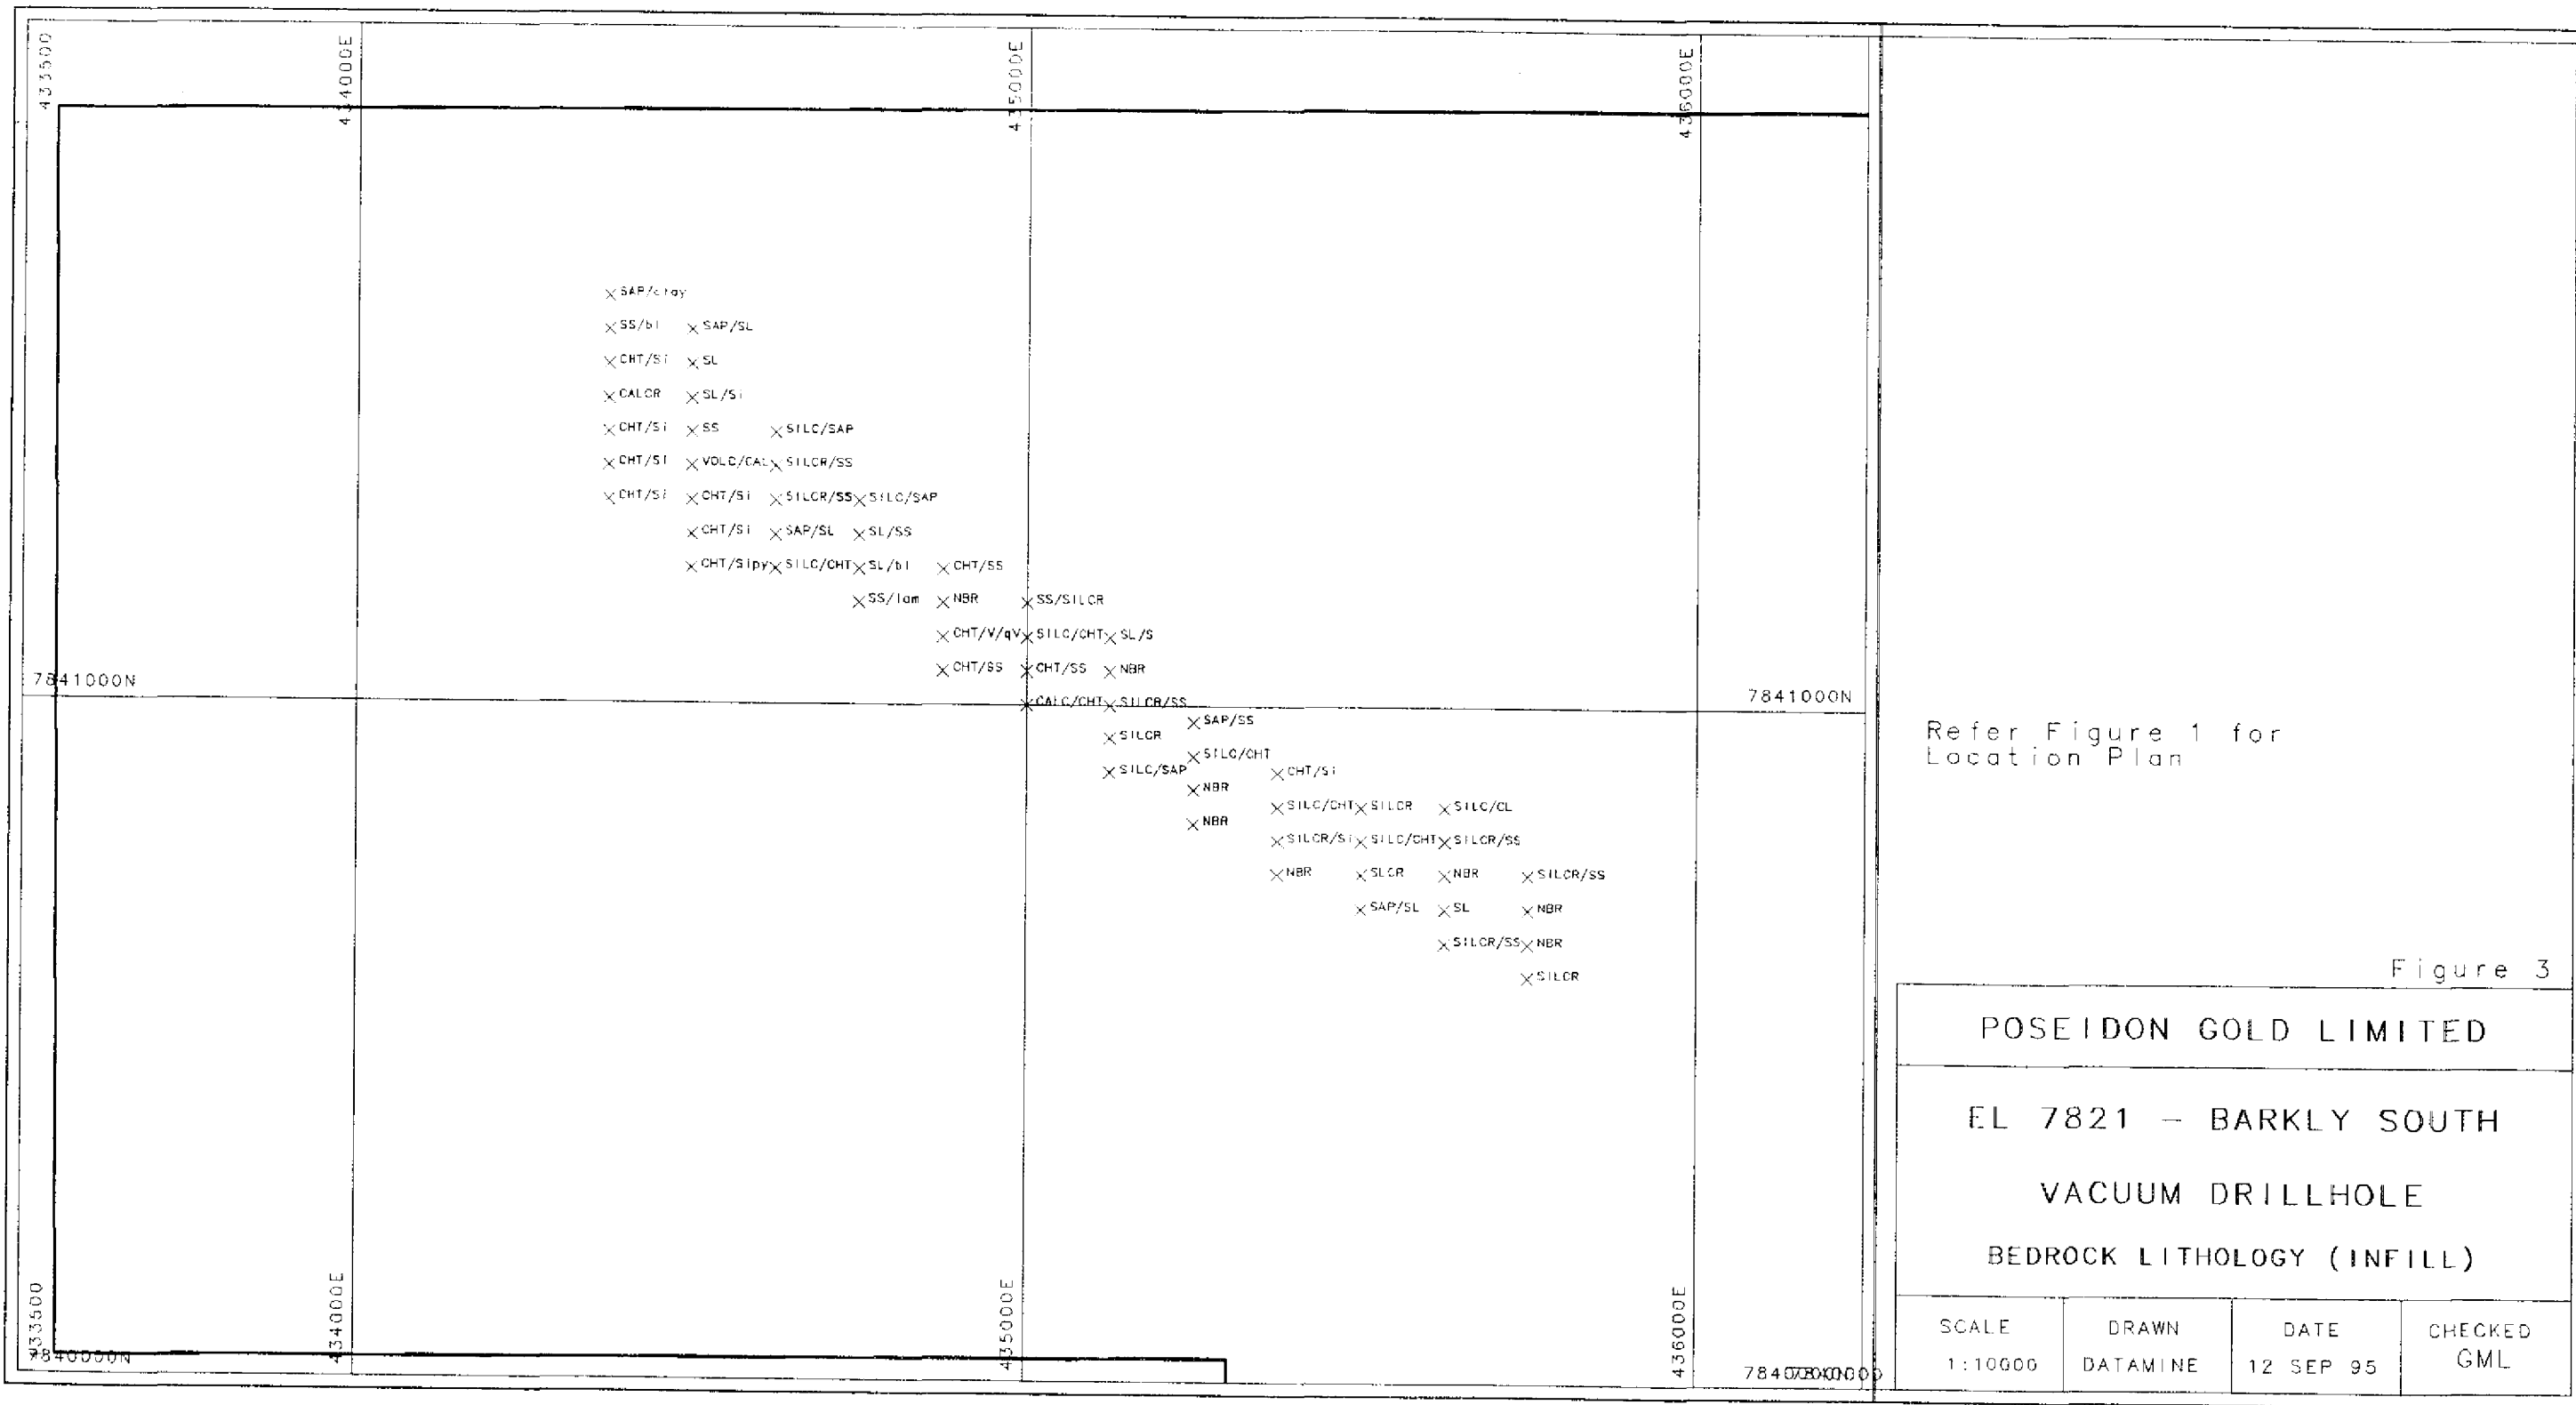 433500 434000E 435000E 436000E
SAP/clay
SS/bl SAP/SL
CHT/Si SL
CALCR SL/Si
CHT/Si SS SILC/SAP
CHT/Si VOLC/CAL SILCR/SS
CHT/Si CHT/Si SILCR/SS SILC/SAP
CHT/Si SAP/SL SL/SS
CHT/Sipy SILC/CHT SL/bl CHT/SS
SS/lam NBR SS/SILCR
CHT/V/qV SILC/CHT SL/S
CHT/SS CHT/SS NBR
7841000N CALC/CHT SILCR/SS 7841000N
SAP/SS
SILCR
SILC/CHT
SILC/SAP CHT/Si
NBR
SILC/CHT SILCR SILC/CL
NBR
SILCR/Si SILC/CHT SILCR/SS
NBR SLCR NBR SILCR/SS
SAP/SL SL NBR
SILCR/SS NBR
SILCR
433500 434000E 435000E 436000E
7840000N
Refer Figure 1 for
Location Plan
Figure 3
POSEIDON GOLD LIMITED
EL 7821 - BARKLY SOUTH
VACUUM DRILLHOLE
BEDROCK LITHOLOGY (INFILL)
SCALE DRAWN DATE CHECKED
1:10000 DATAMINE 12 SEP 95 GML